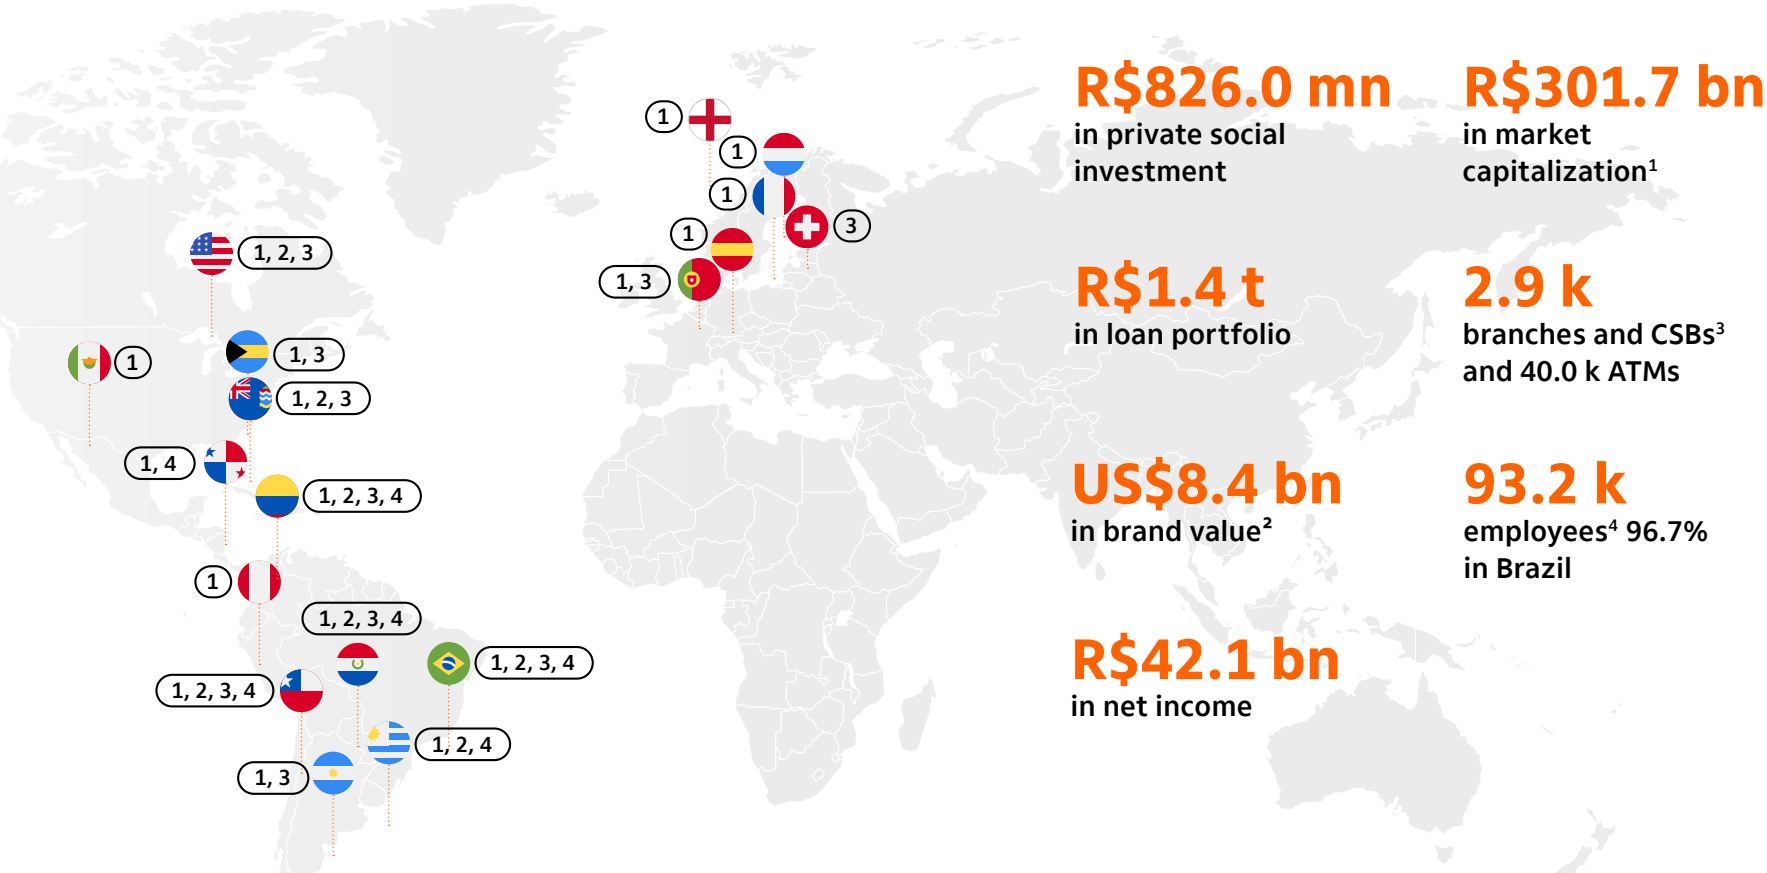 1
1
1
3
1
1, 3
1, 2, 3
1, 3
1
1, 2, 3
1, 4
1, 2, 3, 4
1
1, 2, 3, 4
1, 2, 3, 4
1, 2, 3, 4
1, 2, 4
1, 3
R$826.0 mn
in private social
investment
R$301.7 bn
in market
capitalization¹
R$1.4 t
in loan portfolio
2.9 k
branches and CSBs³
and 40.0 k ATMs
US$8.4 bn
in brand value²
93.2 k
employees⁴ 96.7%
in Brazil
R$42.1 bn
in net income